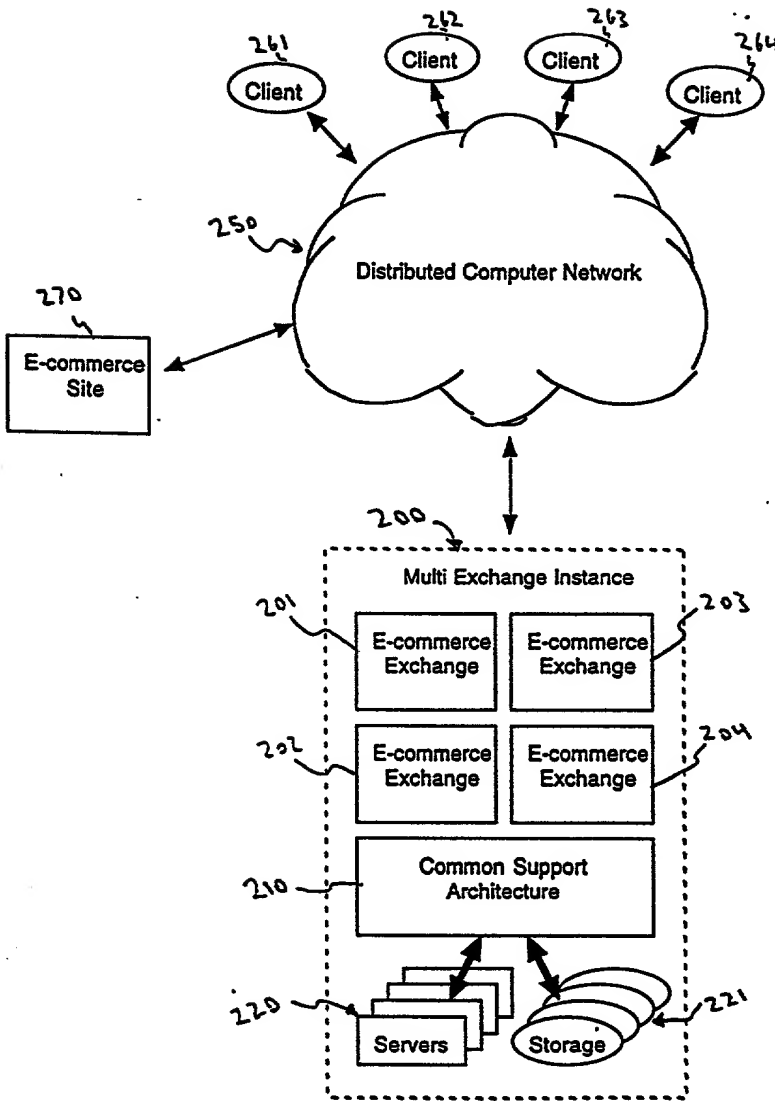 261
262
263
264
Client
Client
Client
Client
250
Distributed Computer Network
270
E-commerce
Site
200
Multi Exchange Instance
201
E-commerce
Exchange
E-commerce
Exchange
203
202
E-commerce
Exchange
E-commerce
Exchange
204
210
Common Support
Architecture
220
Servers
Storage
221